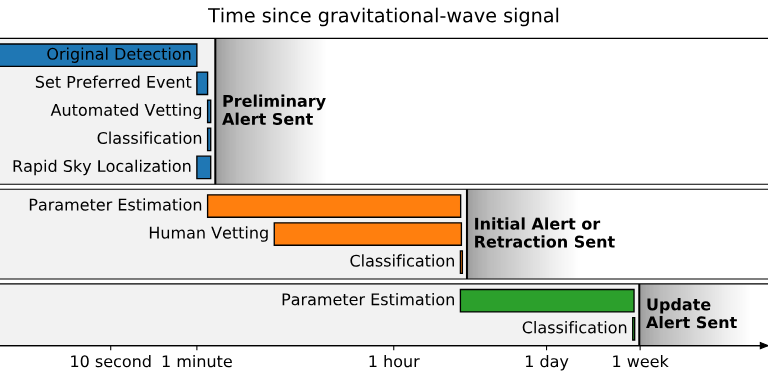 Time since gravitational-wave signal
Original Detection
Set Preferred Event
Automated Vetting
Classification
Rapid Sky Localization
Preliminary
Alert Sent
Parameter Estimation
Human Vetting
Classification
Initial Alert or
Retraction Sent
Parameter Estimation
Classification
Update
Alert Sent
10 second 1 minute 1 hour 1 day 1 week